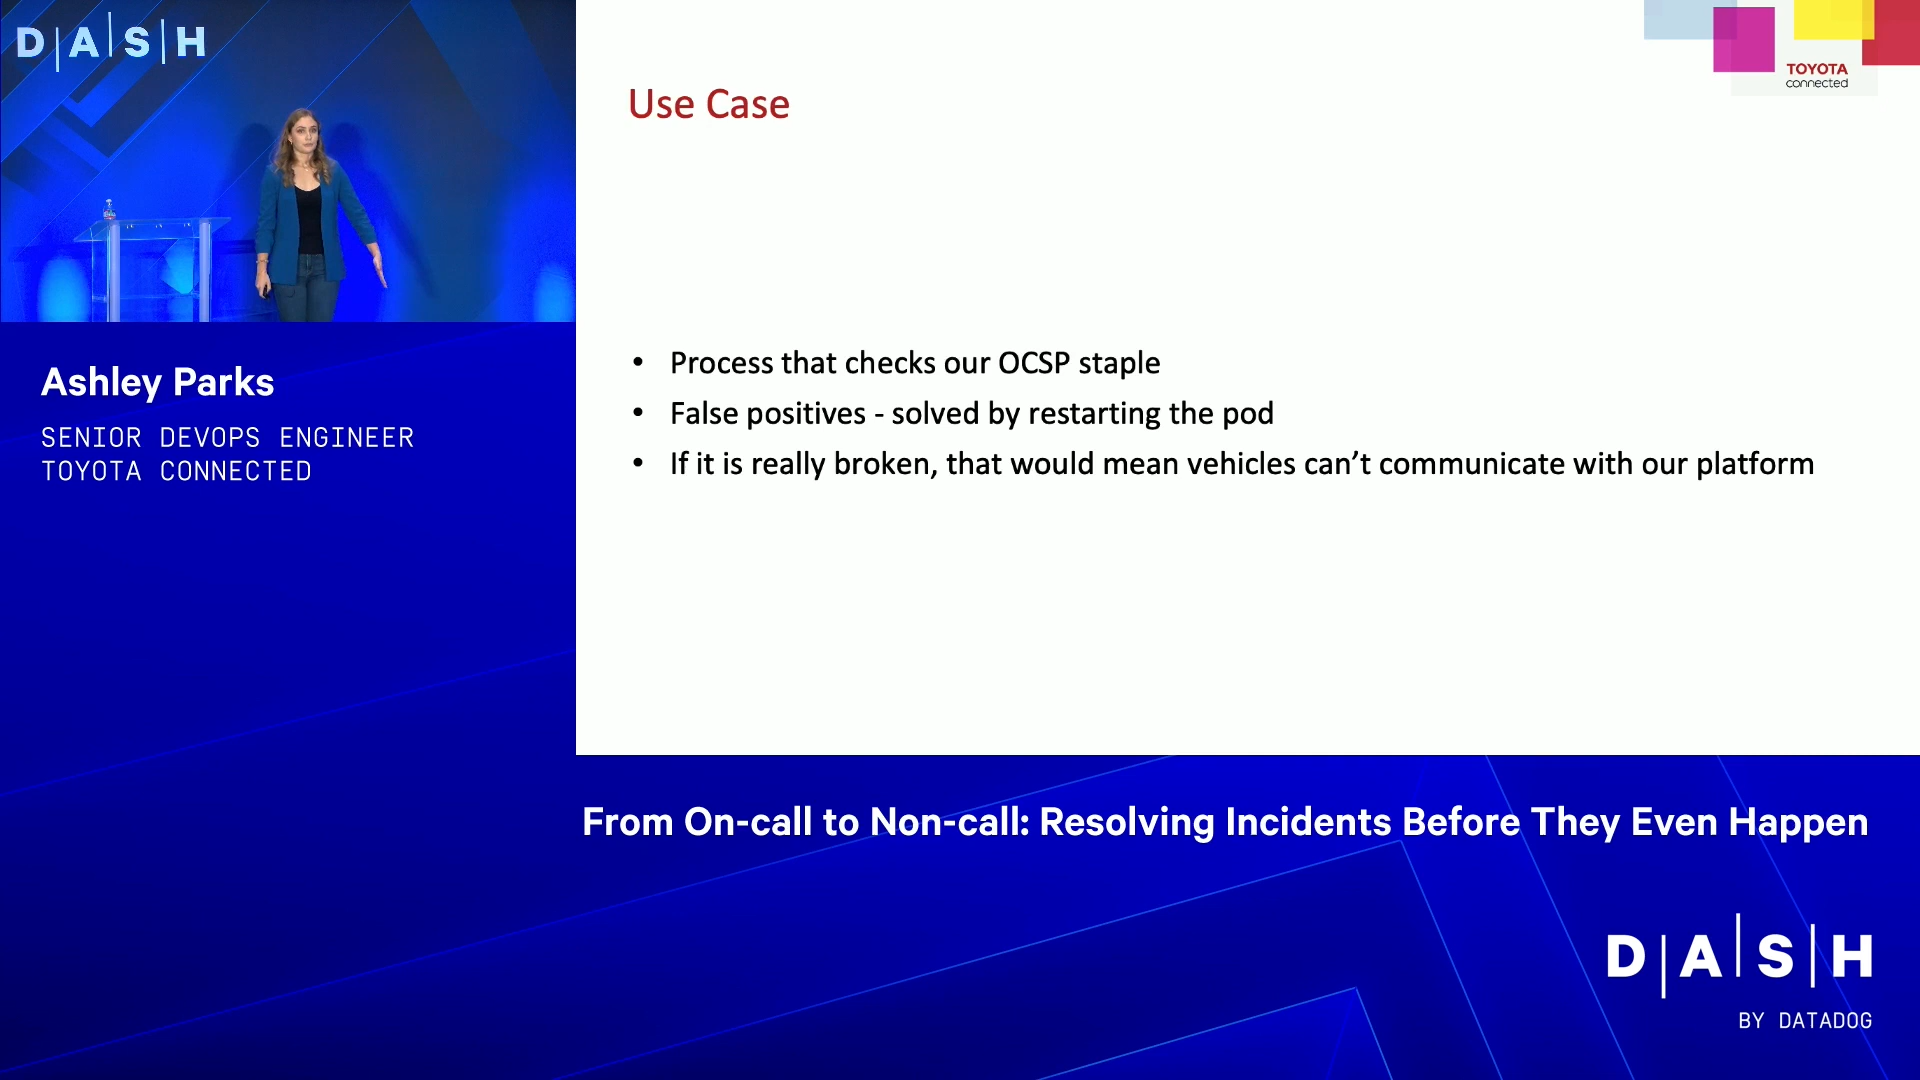 D|A|S|H
TOYOTA
connected
Use Case
• Process that checks our OCSP staple
• False positives - solved by restarting the pod
• If it is really broken, that would mean vehicles can’t communicate with our platform
Ashley Parks
SENIOR DEVOPS ENGINEER
TOYOTA CONNECTED
From On-call to Non-call: Resolving Incidents Before They Even Happen
D|A|S|H
BY DATADOG